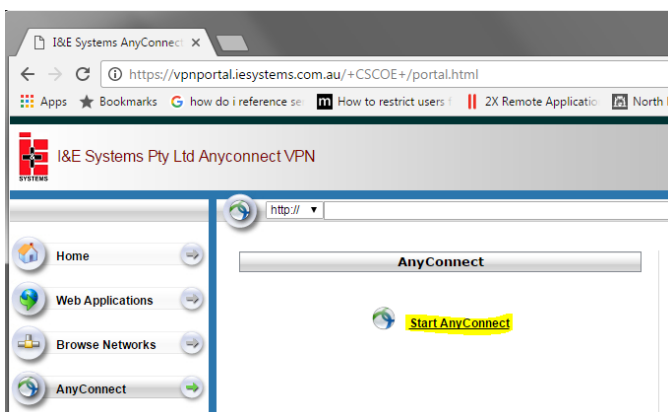 I&E Systems AnyConnect
https://vpnportal.iesystems.com.au/+CSCOE+/portal.html
Apps Bookmarks how do i reference se How to restrict users 2X Remote Applicatio North
I&E Systems Pty Ltd Anyconnect VPN
SYSTEMS
http://
Home
AnyConnect
Web Applications
Start AnyConnect
Browse Networks
AnyConnect